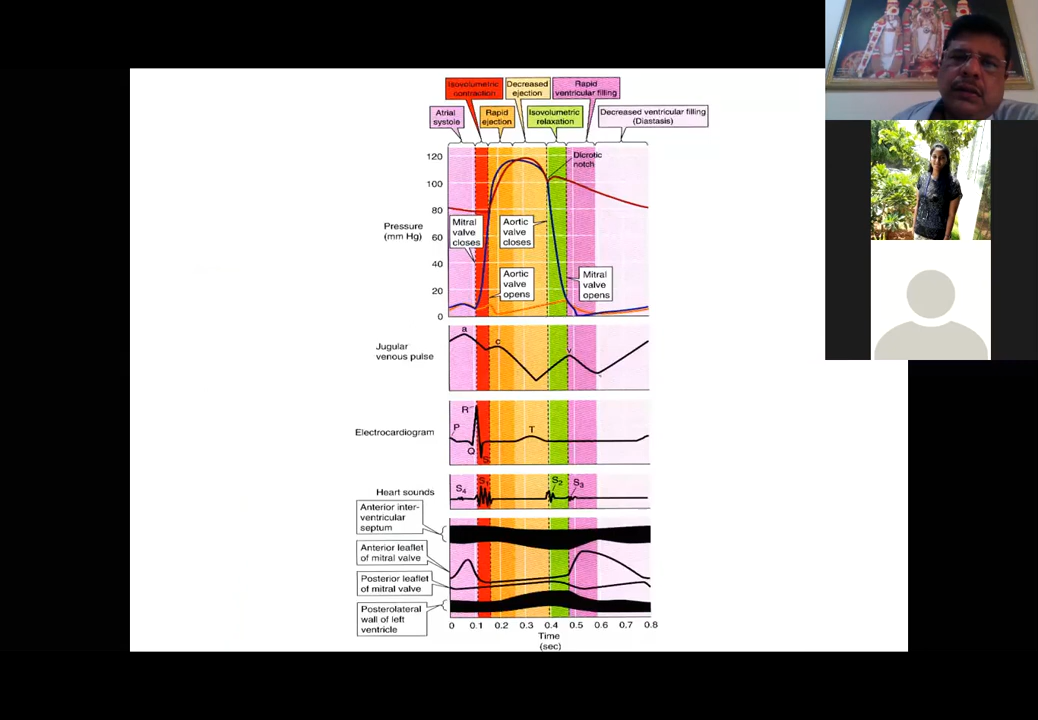 Isovolumetric
contraction
Decreased
ejection
Rapid
ventricular filling
Atrial
systole
Rapid
ejection
Isovolumetric
relaxation
Decreased ventricular filling
(Diastasis)
Dicrotic
notch
120
100
80
60
40
20
0
Pressure
(mm Hg)
Mitral
valve
closes
Aortic
valve
closes
Aortic
valve
opens
Mitral
valve
opens
Jugular
venous pulse
a
c
v
Electrocardiogram
P
R
Q
S
T
Heart sounds
S4
S1
S2
S3
Anterior inter-
ventricular
septum
Anterior leaflet
of mitral valve
Posterior leaflet
of mitral valve
Posterolateral
wall of left
ventricle
0 0.1 0.2 0.3 0.4 0.5 0.6 0.7 0.8
Time
(sec)